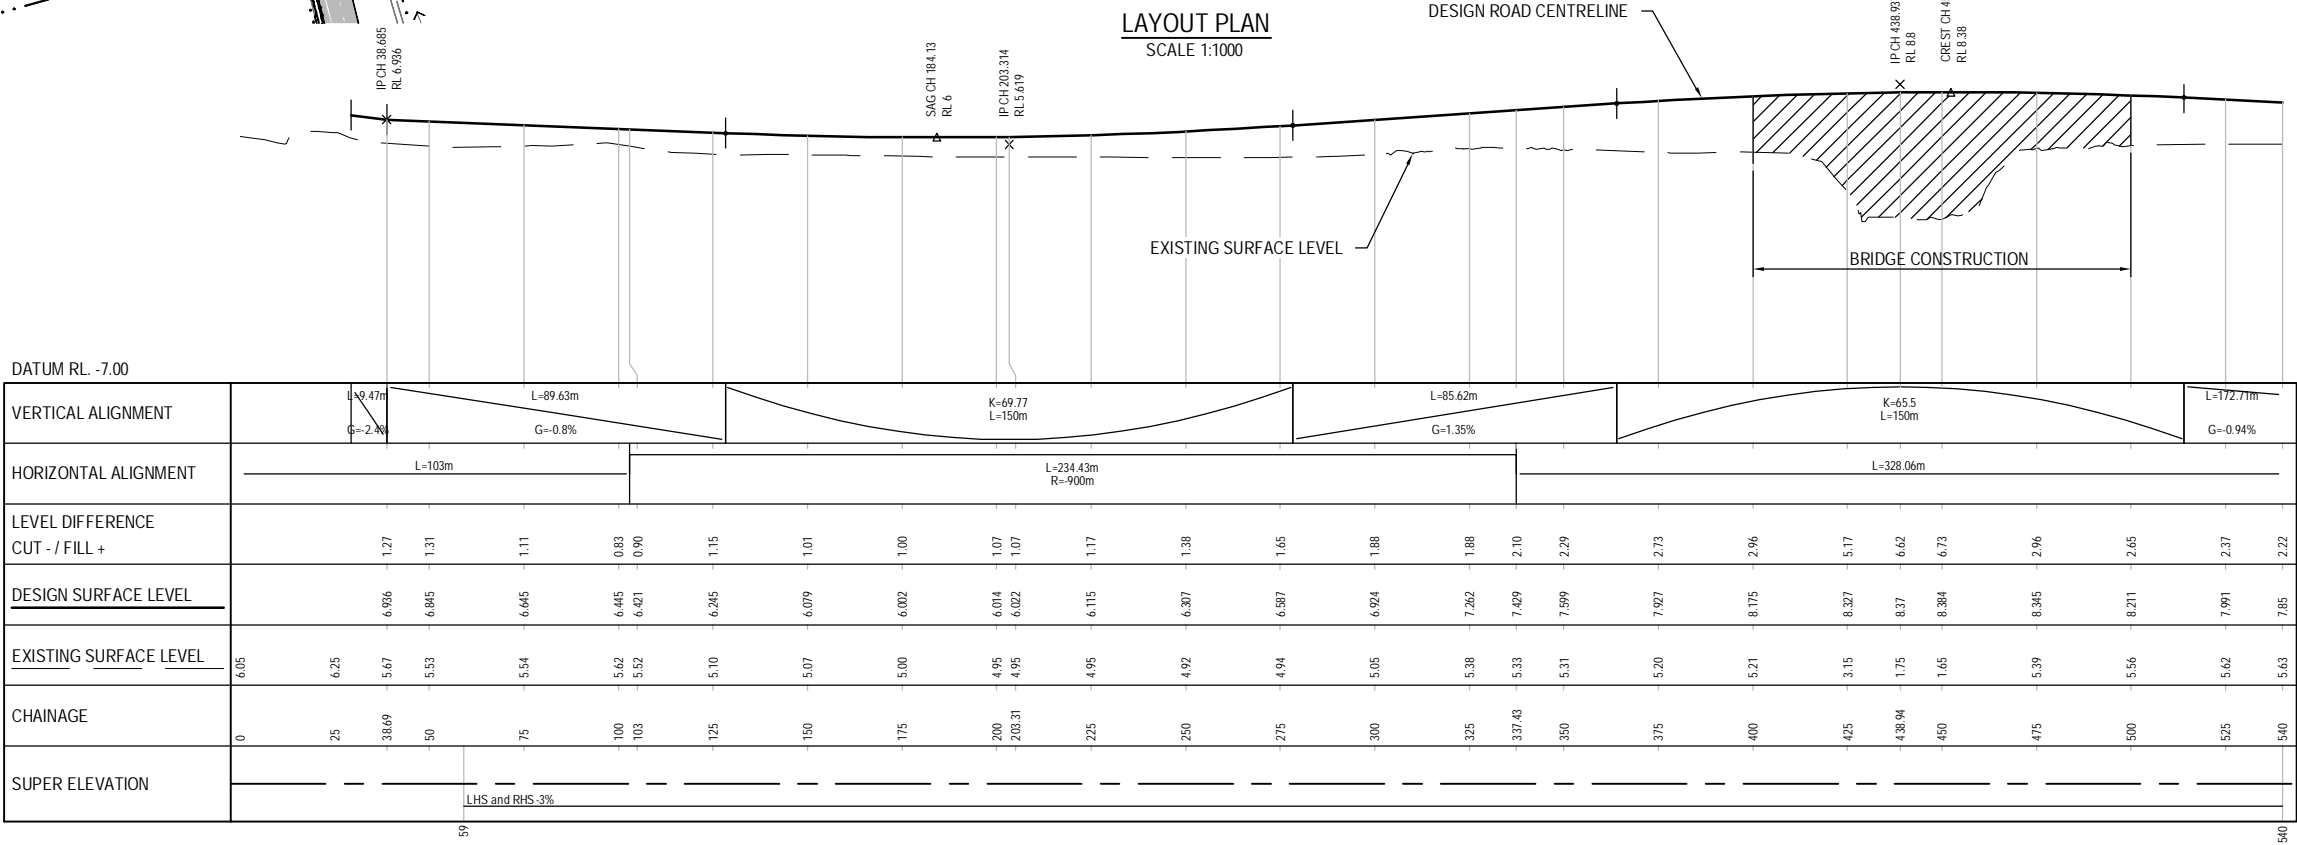 LAYOUT PLAN
SCALE 1:1000
DESIGN ROAD CENTRELINE
IP CH 38.685
RL 6.936
SAG CH 184.13
RL 6
IP CH 203.314
RL 5.619
IP CH 438.93
RL 8.8
CREST CH 4
RL 8.38
EXISTING SURFACE LEVEL
BRIDGE CONSTRUCTION
DATUM RL. -7.00
VERTICAL ALIGNMENT
L=9.47m
G=-2.4%
L=89.63m
G=-0.8%
K=69.77
L=150m
L=85.62m
G=1.35%
K=65.5
L=150m
L=172.71m
G=-0.94%
HORIZONTAL ALIGNMENT
L=103m
L=234.43m
R=-900m
L=328.06m
LEVEL DIFFERENCE
CUT - / FILL +
1.27 1.31 1.11 0.83 0.90 1.15 1.01 1.00 1.07 1.07 1.17 1.38 1.65 1.88 1.88 2.10 2.29 2.73 2.96 5.17 6.62 6.73 2.96 2.65 2.37 2.22
DESIGN SURFACE LEVEL
6.936 6.845 6.645 6.445 6.421 6.245 6.079 6.002 6.014 6.022 6.115 6.307 6.587 6.924 7.262 7.429 7.599 7.927 8.175 8.327 8.37 8.384 8.345 8.211 7.991 7.85
EXISTING SURFACE LEVEL
6.05 6.25 5.67 5.53 5.54 5.62 5.52 5.10 5.07 5.00 4.95 4.95 4.95 4.92 4.94 5.05 5.38 5.33 5.31 5.20 5.21 3.15 1.75 1.65 5.39 5.56 5.62 5.63
CHAINAGE
0 25 38.69 50 75 100 103 125 150 175 200 203.31 225 250 275 300 325 337.43 350 375 400 425 438.94 450 475 500 525 540
SUPER ELEVATION
LHS and RHS -3%
59 540